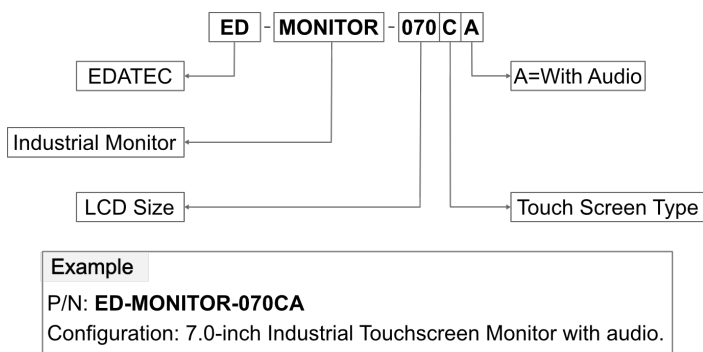 ED - MONITOR - 070 C A
EDATEC
A=With Audio
Industrial Monitor
LCD Size
Touch Screen Type
Example
P/N: ED-MONITOR-070CA
Configuration: 7.0-inch Industrial Touchscreen Monitor with audio.